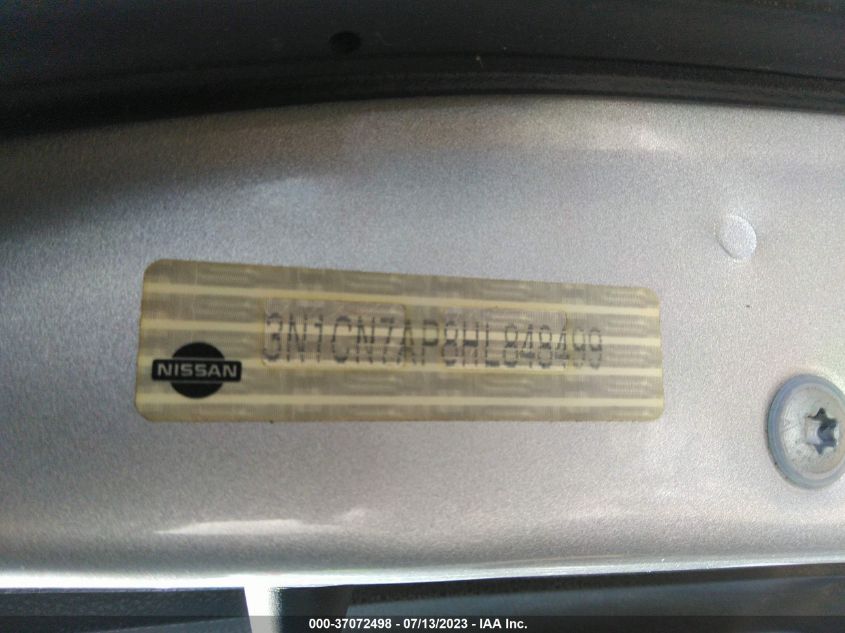 3N1CN7AP8HL848499
NISSAN
000-37072498 - 07/13/2023 - IAA Inc.